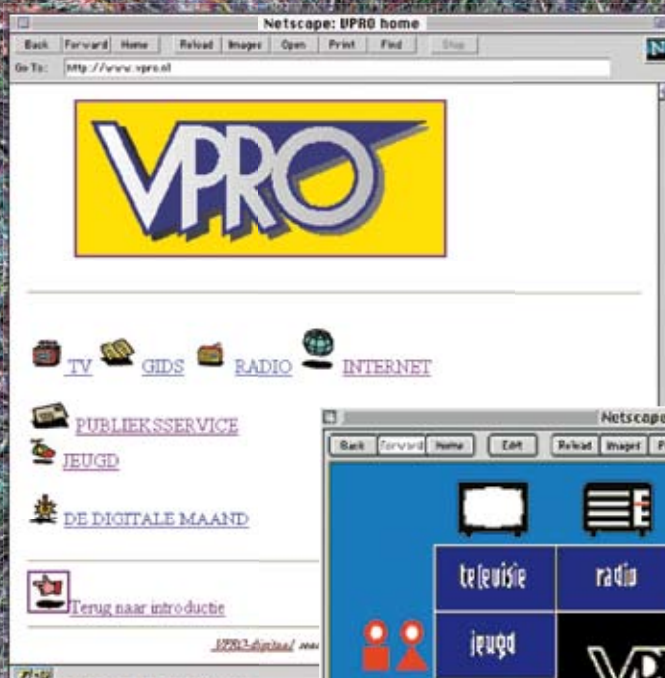 Netscape: VPRO home
Back Forward Home Reload Images Open Print Find Stop
Go To: http://www.vpro.nl
N
VPRO
TV GIDS RADIO INTERNET
PUBLIEKSSERVICE
JEUGD
DE DIGITALE MAAND
Terug naar introductie
VPRO-digitaal
Netscape
Back Forward Home Edit Reload Images
televisie radio
jeugd
VPR